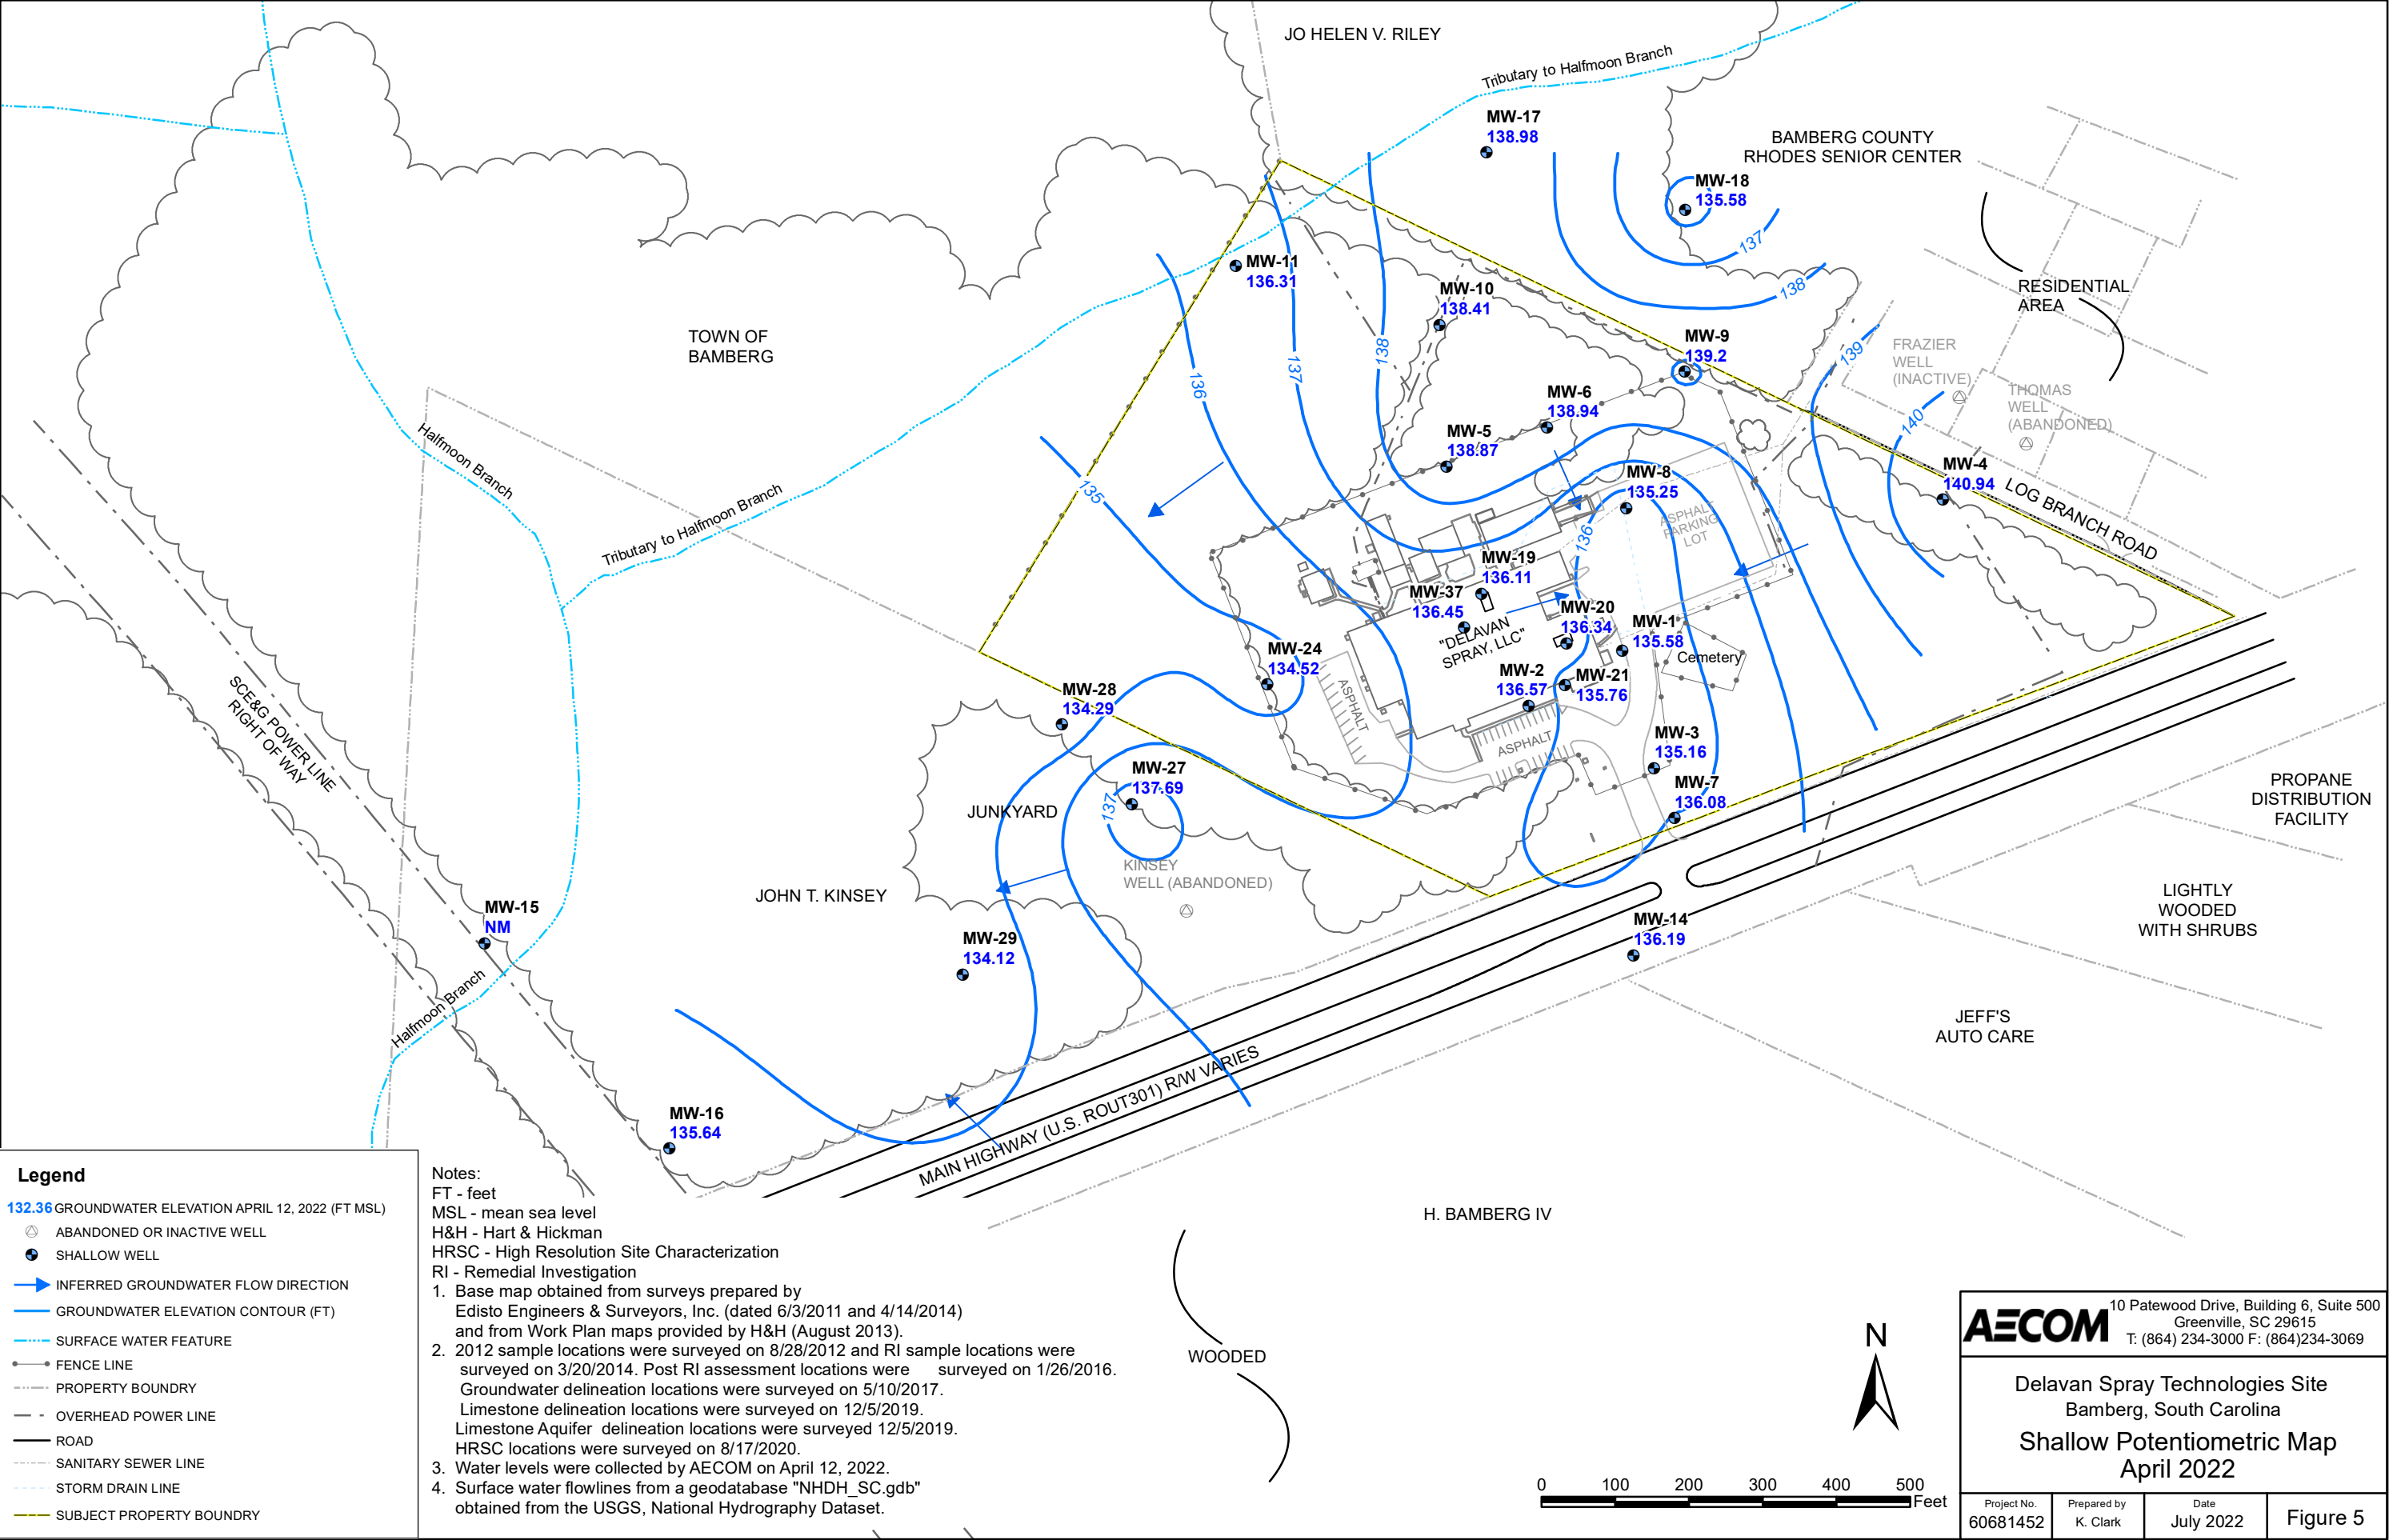 JO HELEN V. RILEY
Tributary to Halfmoon Branch
MW-17
138.98
BAMBERG COUNTY
RHODES SENIOR CENTER
MW-18
135.58
137
138
RESIDENTIAL
AREA
MW-11
136.31
MW-10
138.41
TOWN OF
BAMBERG
MW-9
139.2
139
FRAZIER
WELL
(INACTIVE)
THOMAS
WELL
(ABANDONED)
136
137
138
MW-6
138.94
MW-5
138.87
140
MW-4
140.94
LOG BRANCH ROAD
Halfmoon Branch
135
MW-8
135.25
ASPHALT
PARKING
LOT
Tributary to Halfmoon Branch
136
MW-19
136.11
MW-37
136.45
"DELAVAN
SPRAY, LLC"
MW-20
136.34
MW-1
135.58
Cemetery
MW-24
134.52
MW-2
136.57
MW-21
135.76
ASPHALT
ASPHALT
SCE&G POWER LINE
RIGHT OF WAY
MW-28
134.29
MW-3
135.16
MW-27
137.69
137
MW-7
136.08
JUNKYARD
PROPANE
DISTRIBUTION
FACILITY
KINSEY
WELL (ABANDONED)
JOHN T. KINSEY
LIGHTLY
WOODED
WITH SHRUBS
MW-15
NM
MW-14
136.19
MW-29
134.12
Halfmoon Branch
JEFF'S
AUTO CARE
MAIN HIGHWAY (U.S. ROUT301) R/W VARIES
MW-16
135.64
H. BAMBERG IV
WOODED
Legend
132.36 GROUNDWATER ELEVATION APRIL 12, 2022 (FT MSL)
ABANDONED OR INACTIVE WELL
SHALLOW WELL
INFERRED GROUNDWATER FLOW DIRECTION
GROUNDWATER ELEVATION CONTOUR (FT)
SURFACE WATER FEATURE
FENCE LINE
PROPERTY BOUNDRY
OVERHEAD POWER LINE
ROAD
SANITARY SEWER LINE
STORM DRAIN LINE
SUBJECT PROPERTY BOUNDRY
Notes:
FT - feet
MSL - mean sea level
H&H - Hart & Hickman
HRSC - High Resolution Site Characterization
RI - Remedial Investigation
1. Base map obtained from surveys prepared by
Edisto Engineers & Surveyors, Inc. (dated 6/3/2011 and 4/14/2014)
and from Work Plan maps provided by H&H (August 2013).
2. 2012 sample locations were surveyed on 8/28/2012 and RI sample locations were
surveyed on 3/20/2014. Post RI assessment locations were surveyed on 1/26/2016.
Groundwater delineation locations were surveyed on 5/10/2017.
Limestone delineation locations were surveyed on 12/5/2019.
Limestone Aquifer delineation locations were surveyed 12/5/2019.
HRSC locations were surveyed on 8/17/2020.
3. Water levels were collected by AECOM on April 12, 2022.
4. Surface water flowlines from a geodatabase "NHDH_SC.gdb"
obtained from the USGS, National Hydrography Dataset.
N
0 100 200 300 400 500
Feet
AECOM
10 Patewood Drive, Building 6, Suite 500
Greenville, SC 29615
T: (864) 234-3000 F: (864)234-3069
Delavan Spray Technologies Site
Bamberg, South Carolina
Shallow Potentiometric Map
April 2022
Project No.
60681452
Prepared by
K. Clark
Date
July 2022
Figure 5